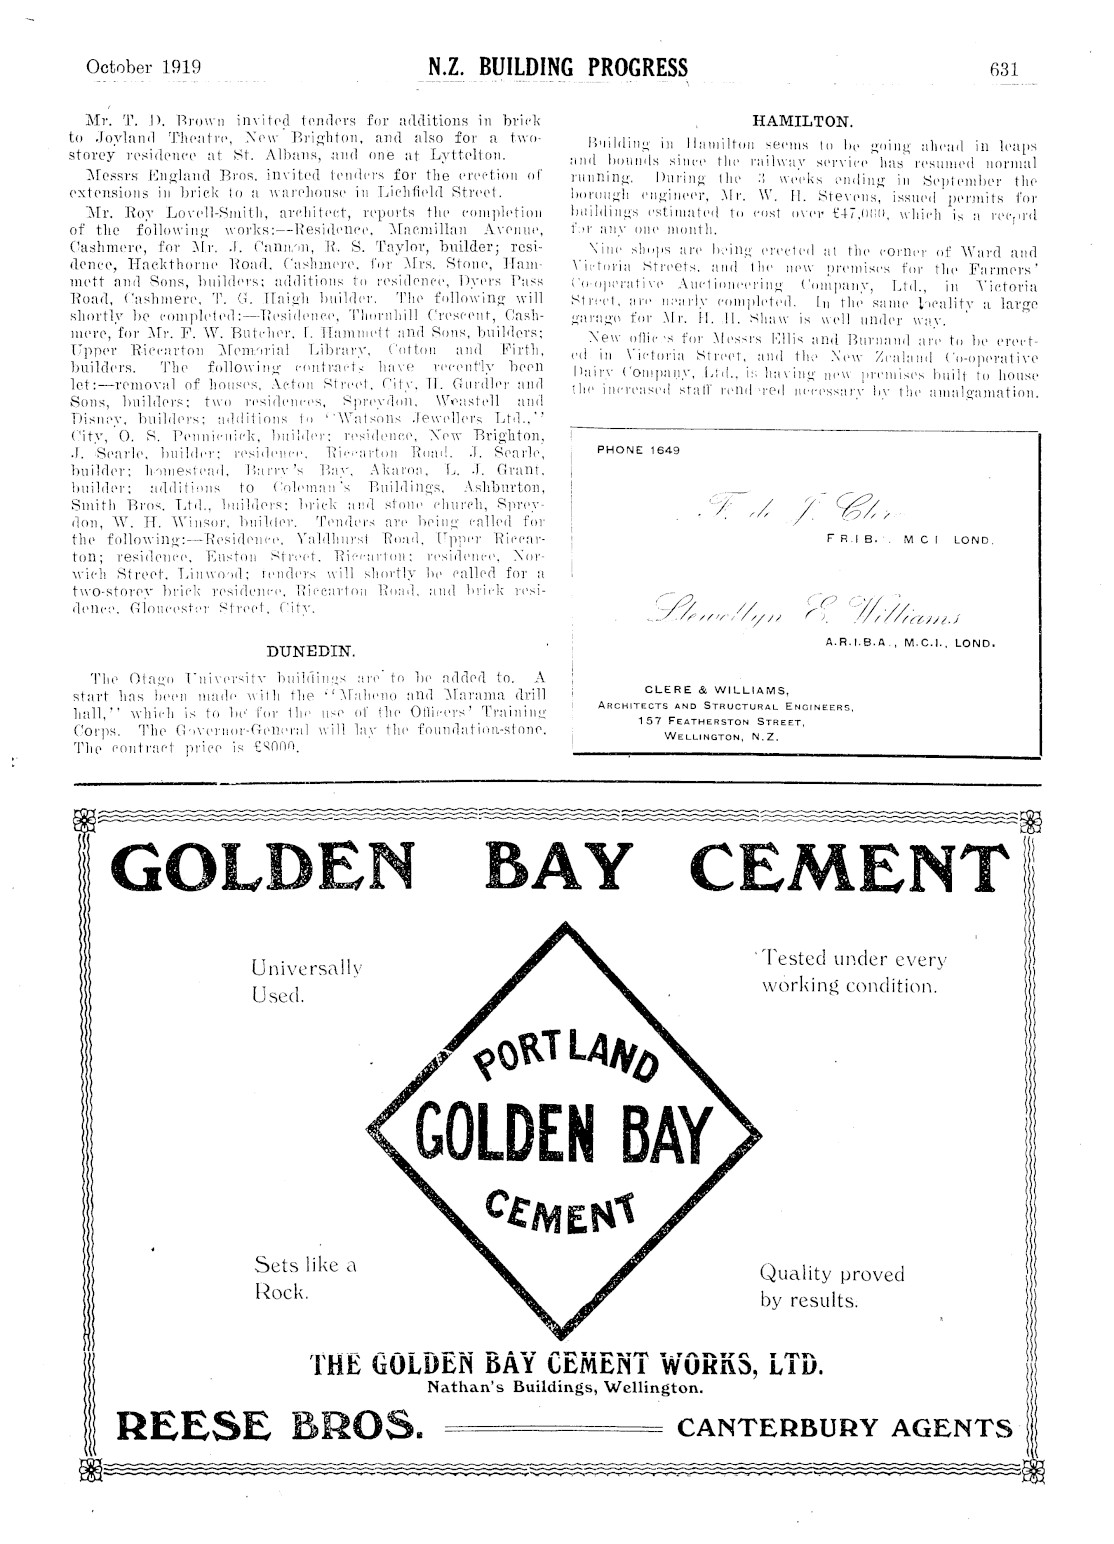 October 1919
N.Z. BUILDING PROGRESS
631
Mr. T. D. Brown invited tenders for additions in brick
to Joyland Theatre, New Brighton, and also for a two-
storey residence at St. Albans, and one at Lyttelton.
Messrs England Bros. invited tenders for the erection of
extensions in brick to a warehouse in Lichfield Street.
Mr. Roy Lovell-Smith, architect, reports the completion
of the following works:—Residence, Macmillan Avenue,
Cashmere, for Mr. J. Cannon, R. S. Taylor, builder; resi-
dence, Hackthorne Road, Cashmere, for Mrs. Stone, Ham-
mett and Sons, builders; additions to residence, Dyers Pass
Road, Cashmere, T. G. Haigh builder. The following will
shortly be completed:—Residence, Thornhill Crescent, Cash-
mere, for Mr. F. W. Butcher, I. Hammett and Sons, builders;
Upper Riccarton Memorial Library, Cotton and Firth,
builders. The following contracts have recently been
let:—removal of houses, Acton Street, City, H. Gurdler and
Sons, builders; two residences, Spreydon, Weastell and
Disney, builders; additions to "Watsons Jewellers Ltd.,"
City, O. S. Pennienick, builder; residence, New Brighton,
J. Searle, builder; residence, Riccarton Road, J. Searle,
builder; homestead, Barry's Bay, Akaroa, L. J. Grant,
builder; additions to Coleman's Buildings, Ashburton,
Smith Bros. Ltd., builders; brick and stone church, Sprey-
don, W. H. Winsor, builder. Tenders are being called for
the following:—Residence, Yaldhurst Road, Upper Riccar-
ton; residence, Euston Street, Riccarton; residence, Nor-
wich Street, Linwood; tenders will shortly be called for a
two-storey brick residence, Riccarton Road, and brick resi-
dence, Gloucester Street, City.
DUNEDIN.
The Otago University buildings are to be added to. A
start has been made with the "Maheno and Marama drill
hall," which is to be for the use of the Officers' Training
Corps. The Governor-General will lay the foundation-stone.
The contract price is £8000.
HAMILTON.
Building in Hamilton seems to be going ahead in leaps
and bounds since the railway service has resumed normal
running. During the 3 weeks ending in September the
borough engineer, Mr. W. H. Stevens, issued permits for
buildings estimated to cost over which is a record
for any one month.
Nine shops are being erected at the corner of Ward and
Victoria Streets, and the new premises for the Farmers'
Co-operative Auctioneering Company, Ltd., in Victoria
Street, are nearly completed. In the same locality a large
garage for Mr. H. H. Shaw is well under way.
New offices for Messrs Ellis and Burnand are to be erect-
ed in Victoria Street, and the New Zealand Co-operative
Dairy Company, Ltd., is having new premises built to house
the increased staff rendered necessary by the amalgamation.
PHONE 1649
F. de J. Clere
F.R.I.B. . M C I LOND.
Llewellyn E. Williams
A.R.I.B.A., M.C.I., LOND.
CLERE & WILLIAMS,
ARCHITECTS AND STRUCTURAL ENGINEERS,
157 FEATHERSTON STREET,
WELLINGTON, N.Z.
GOLDEN BAY CEMENT
Universally
Used.
Tested under every
working condition.
PORTLAND
GOLDEN BAY
CEMENT
Sets like a
Rock.
Quality proved
by results.
THE GOLDEN BAY CEMENT WORKS, LTD.
Nathan's Buildings, Wellington.
REESE BROS.
CANTERBURY AGENTS